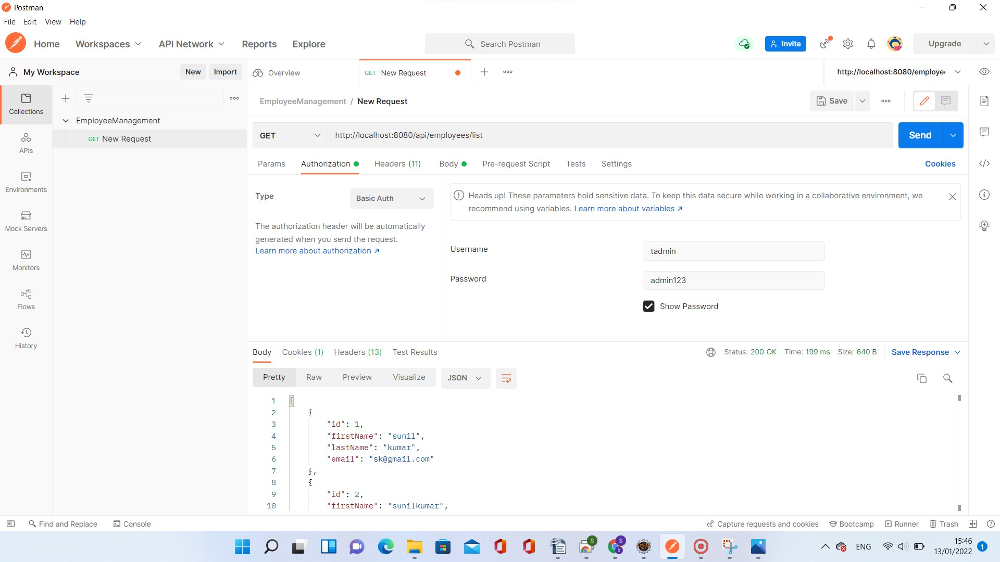 Postman
File Edit View Help
Home Workspaces API Network Reports Explore Search Postman Invite Upgrade
My Workspace New Import Overview GET New Request http://localhost:8080/employe
Collections
EmployeeManagement / New Request Save
EmployeeManagement
GET New Request
GET http://localhost:8080/api/employees/list Send
APIs
Params Authorization Headers (11) Body Pre-request Script Tests Settings Cookies
Environments
Type Basic Auth
Heads up! These parameters hold sensitive data. To keep this data secure while working in a collaborative environment, we
recommend using variables. Learn more about variables ↗
Mock Servers
The authorization header will be automatically
generated when you send the request.
Learn more about authorization ↗
Username tadmin
Monitors
Password admin123
Show Password
Flows
History
Body Cookies (1) Headers (13) Test Results Status: 200 OK Time: 199 ms Size: 640 B Save Response
Pretty Raw Preview Visualize JSON
1 [
2 {
3 "id": 1,
4 "firstName": "sunil",
5 "lastName": "kumar",
6 "email": "sk@gmail.com"
7 },
8 {
9 "id": 2,
10 "firstName": "sunilkumar",
Find and Replace Console Capture requests and cookies Bootcamp Runner Trash
S S S
ENG 15:46
13/01/2022 1